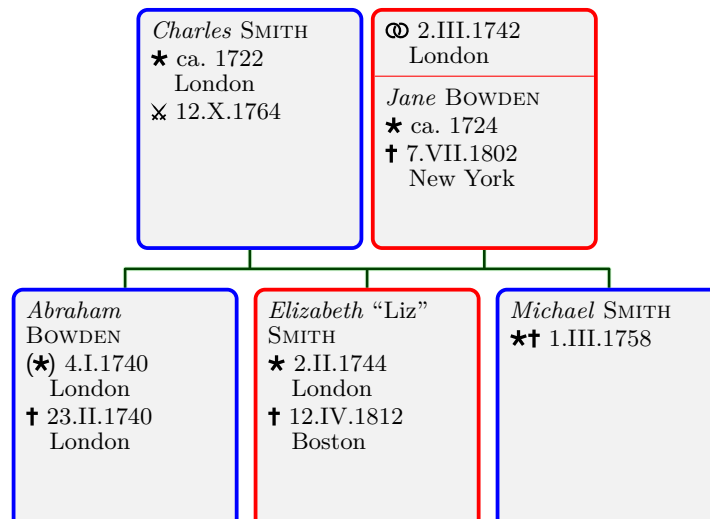 Charles SMITH
★ ca. 1722
London
⚔ 12.X.1764
⚭ 2.III.1742
London
Jane BOWDEN
★ ca. 1724
✝ 7.VII.1802
New York
Abraham
BOWDEN
(★) 4.I.1740
London
✝ 23.II.1740
London
Elizabeth “Liz”
SMITH
★ 2.II.1744
London
✝ 12.IV.1812
Boston
Michael SMITH
★✝ 1.III.1758